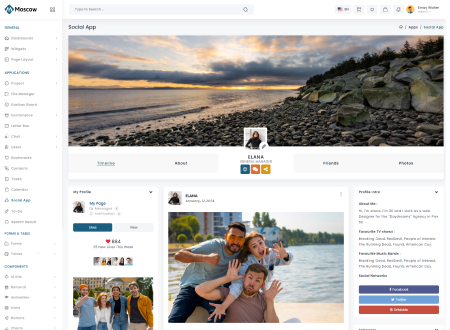 Moscow
Type to Search ...
EN
Emay Walter
Social App
Apps / Social App
GENERAL
Dashboards
Widgets
Page Layout
APPLICATIONS
Project
File Manager
Kanban Board
Ecommerce
Letter Box
Chat
Users
Bookmarks
Contacts
Tasks
Calendar
Social App
To-Do
Search Result
FORMS & TABLE
Forms
Tables
COMPONENTS
Ui Kits
Bonus Ui
Animation
Icons
Buttons
Charts
Timeline
About
ELANA
GENERAL MANAGER
Friends
Photos
My Profile
My Page
Messages
Notification
Likes
View
884
35 New Likes This Week
ELANA
January, 12,2024
Profile Intro
About Me :
Hi, I'm elana, I'm 30 and I work as a web Designer for the "Daydreams" Agency in Pier 56.
Favourite TV shows :
Breaking Good, RedDevil, People of Interest, The Running Dead, Found, American Guy.
Favourite Music Bands :
Breaking Good, RedDevil, People of Interest, The Running Dead, Found, American Guy.
Social Networks
Facebook
Twitter
Dribbble